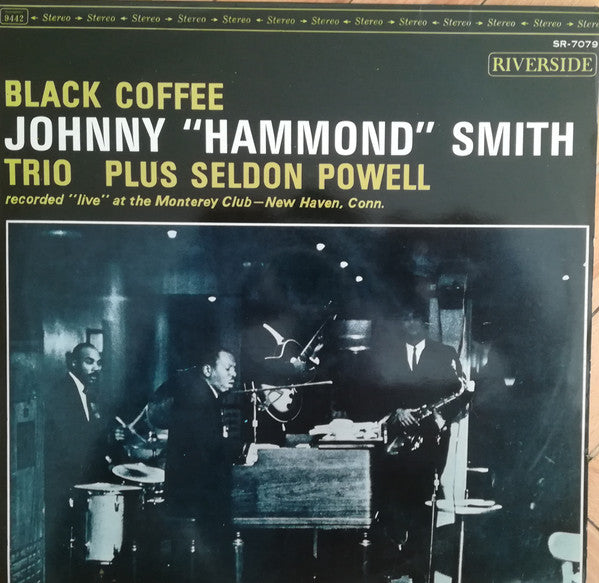 9442 ← Stereo → Stereo → Stereo → Stereo → Stereo → Stereo → Stereo ← Stereo ← Stereo ← Stereo ← Stereo ← Stereo ← Stereo
SR-7079
RIVERSIDE
BLACK COFFEE
JOHNNY "HAMMOND" SMITH
TRIO PLUS SELDON POWELL
recorded "live" at the Monterey Club—New Haven, Conn.